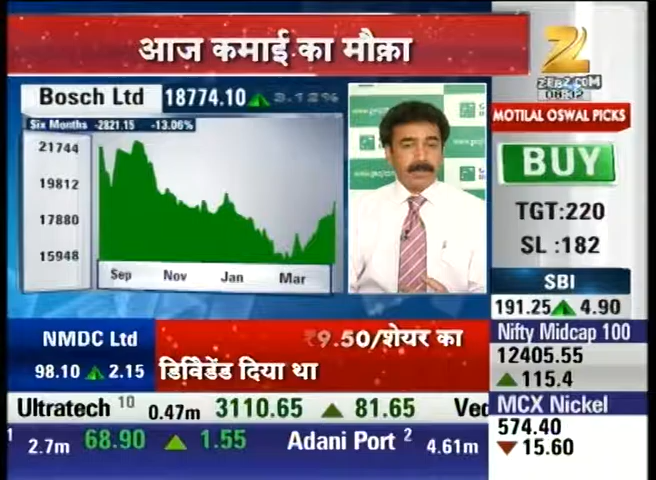 आज कमाई का मौक़ा
ZEEBIZ.COM
Bosch Ltd 18774.10 3.12%
Six Months -2821.15 -13.06%
21744
19812
17880
15948
Sep Nov Jan Mar
MOTILAL OSWAL PICKS
BUY
TGT:220
SL :182
SBI
191.25 4.90
NMDC Ltd
98.10 2.15
₹9.50/शेयर का
डिविडेंड दिया था
Nifty Midcap 100
12405.55
115.4
Ultratech 10 0.47m 3110.65 81.65 Ved
MCX Nickel
574.40
15.60
1 2.7m 68.90 1.55 Adani Port 2 4.61m